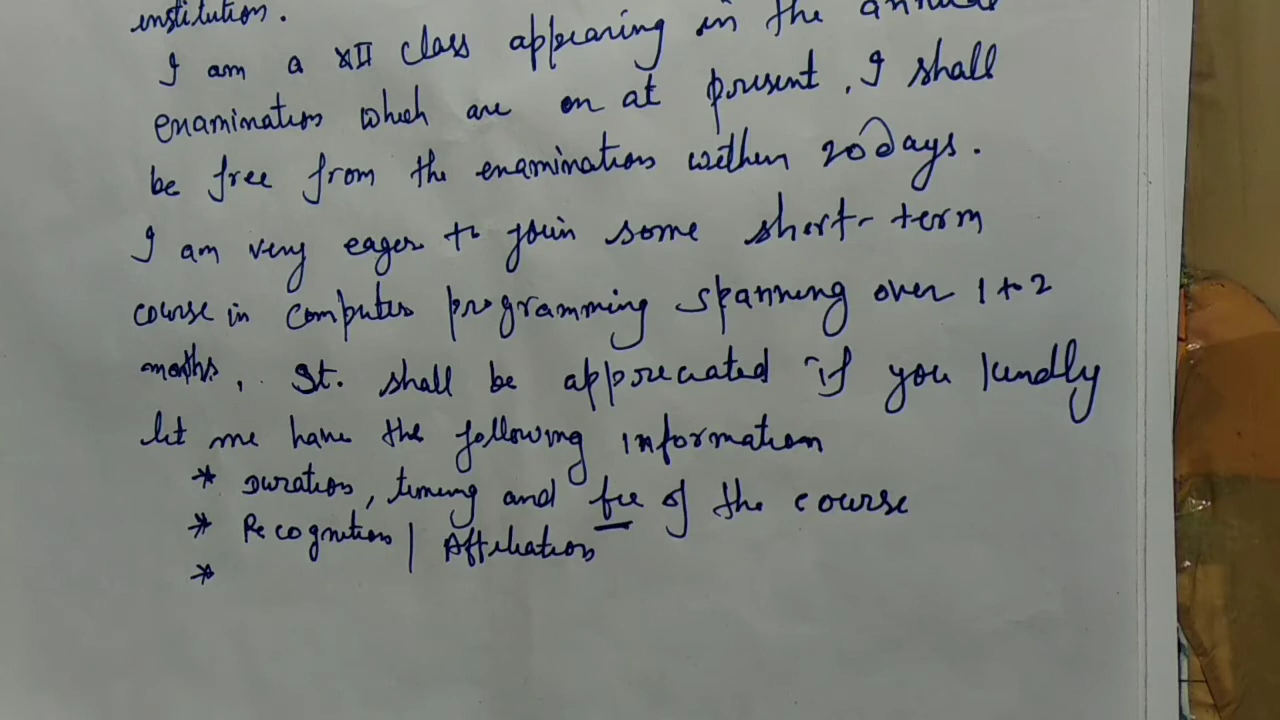 institution.
I am a XII class appearing in the annual
examination which are on at present, I shall
be free from the examination within 20 days.
I am very eager to join some short-term
course in computer programming spanning over 1 to 2
months, It. shall be appreciated if you kindly
let me have the following information
* Duration, timing and fee of the course
* Recognition | Affiliation
*